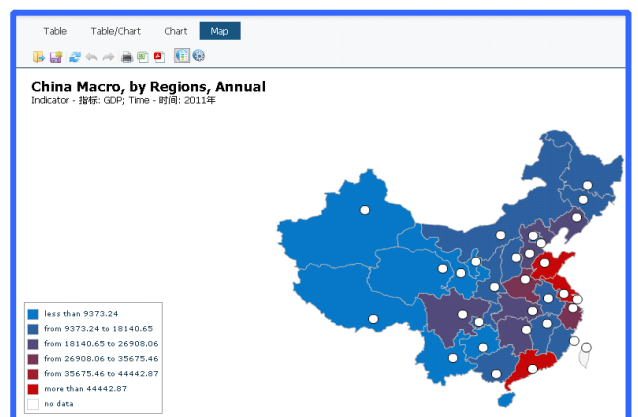 Table Table/Chart Chart Map
China Macro, by Regions, Annual
Indicator - 指标: GDP; Time - 时间: 2011年
less than 9373.24
from 9373.24 to 18140.65
from 18140.65 to 26908.06
from 26908.06 to 35675.46
from 35675.46 to 44442.87
more than 44442.87
no data